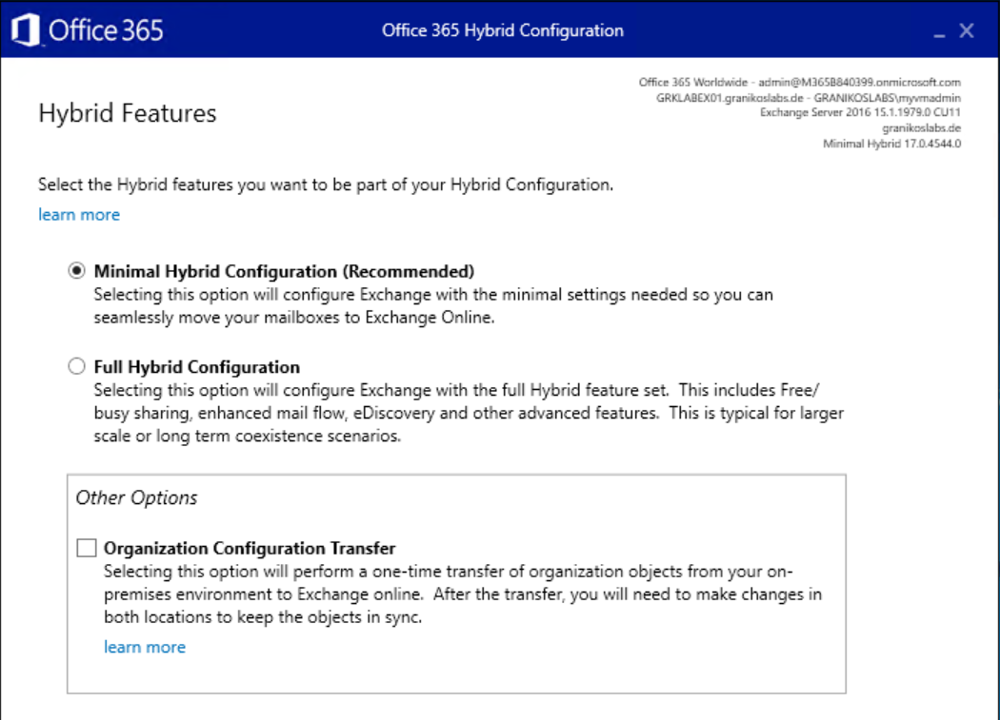 Office 365
Office 365 Hybrid Configuration
Office 365 Worldwide - admin@M365B840399.onmicrosoft.com
GRKLABEX01.granikoslabs.de - GRANIKOSLABS\myvmadmin
Exchange Server 2016 15.1.1979.0 CU11
granikoslabs.de
Minimal Hybrid 17.0.4544.0
Hybrid Features
Select the Hybrid features you want to be part of your Hybrid Configuration.
learn more
Minimal Hybrid Configuration (Recommended)
Selecting this option will configure Exchange with the minimal settings needed so you can
seamlessly move your mailboxes to Exchange Online.
Full Hybrid Configuration
Selecting this option will configure Exchange with the full Hybrid feature set.  This includes Free/
busy sharing, enhanced mail flow, eDiscovery and other advanced features.  This is typical for larger
scale or long term coexistence scenarios.
Other Options
Organization Configuration Transfer
Selecting this option will perform a one-time transfer of organization objects from your on-
premises environment to Exchange online.  After the transfer, you will need to make changes in
both locations to keep the objects in sync.
learn more